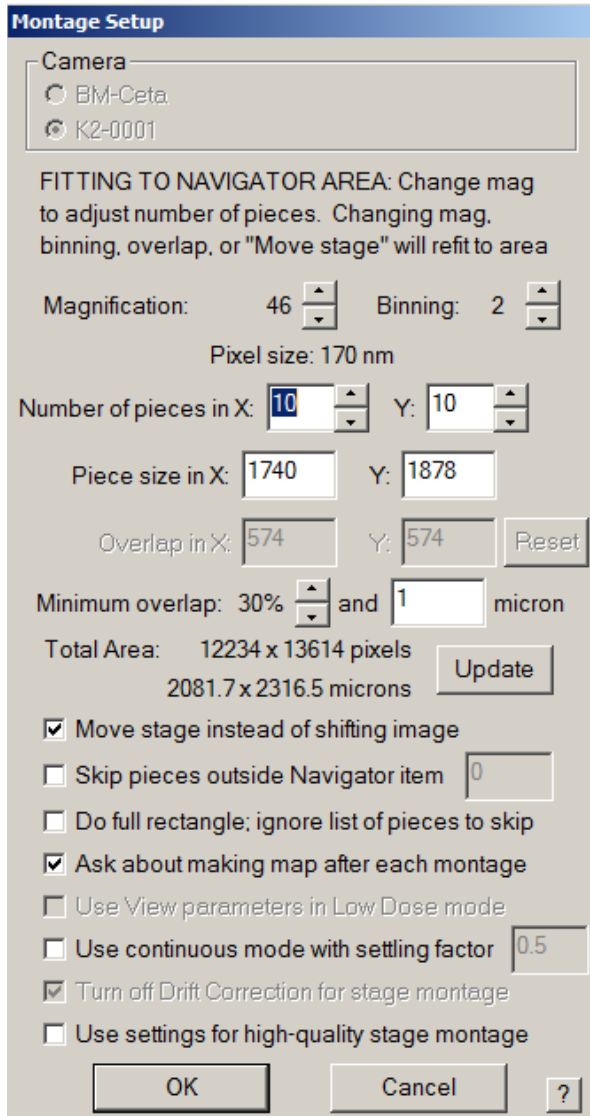 Montage Setup
Camera
BM-Ceta
K2-0001
FITTING TO NAVIGATOR AREA: Change mag
to adjust number of pieces. Changing mag,
binning, overlap, or "Move stage" will refit to area
Magnification: 46 Binning: 2
Pixel size: 170 nm
Number of pieces in X: 10 Y: 10
Piece size in X: 1740 Y: 1878
Overlap in X: 574 Y: 574 Reset
Minimum overlap: 30% and 1 micron
Total Area: 12234 x 13614 pixels
2081.7 x 2316.5 microns Update
Move stage instead of shifting image
Skip pieces outside Navigator item 0
Do full rectangle; ignore list of pieces to skip
Ask about making map after each montage
Use View parameters in Low Dose mode
Use continuous mode with settling factor 0.5
Turn off Drift Correction for stage montage
Use settings for high-quality stage montage
OK Cancel ?